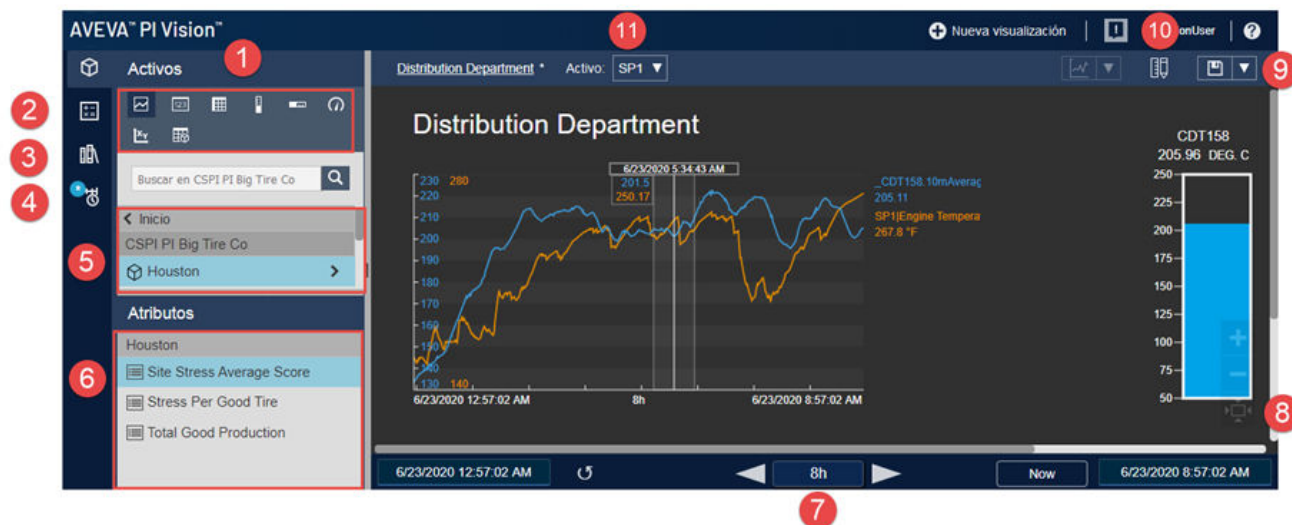 AVEVA™ PI Vision™
11
Nueva visualización
10
onUser
1
Activos
Distribution Department *
Activo: SP1
9
2
3
4
Buscar en CSPI PI Big Tire Co
5
Inicio
CSPI PI Big Tire Co
Houston
Atributos
6
Houston
Site Stress Average Score
Stress Per Good Tire
Total Good Production
Distribution Department
6/23/2020 5:34:43 AM
201.5
250.17
230 280
220
210
200
190
180
170
160
150
140
130 140
6/23/2020 12:57:02 AM
8h
6/23/2020 8:57:02 AM
_CDT158.10mAverag
205.11
SP1|Engine Tempera
267.8 °F
CDT158
205.96 DEG. C
250
225
200
175
150
125
100
75
50
8
6/23/2020 12:57:02 AM
8h
Now
6/23/2020 8:57:02 AM
7